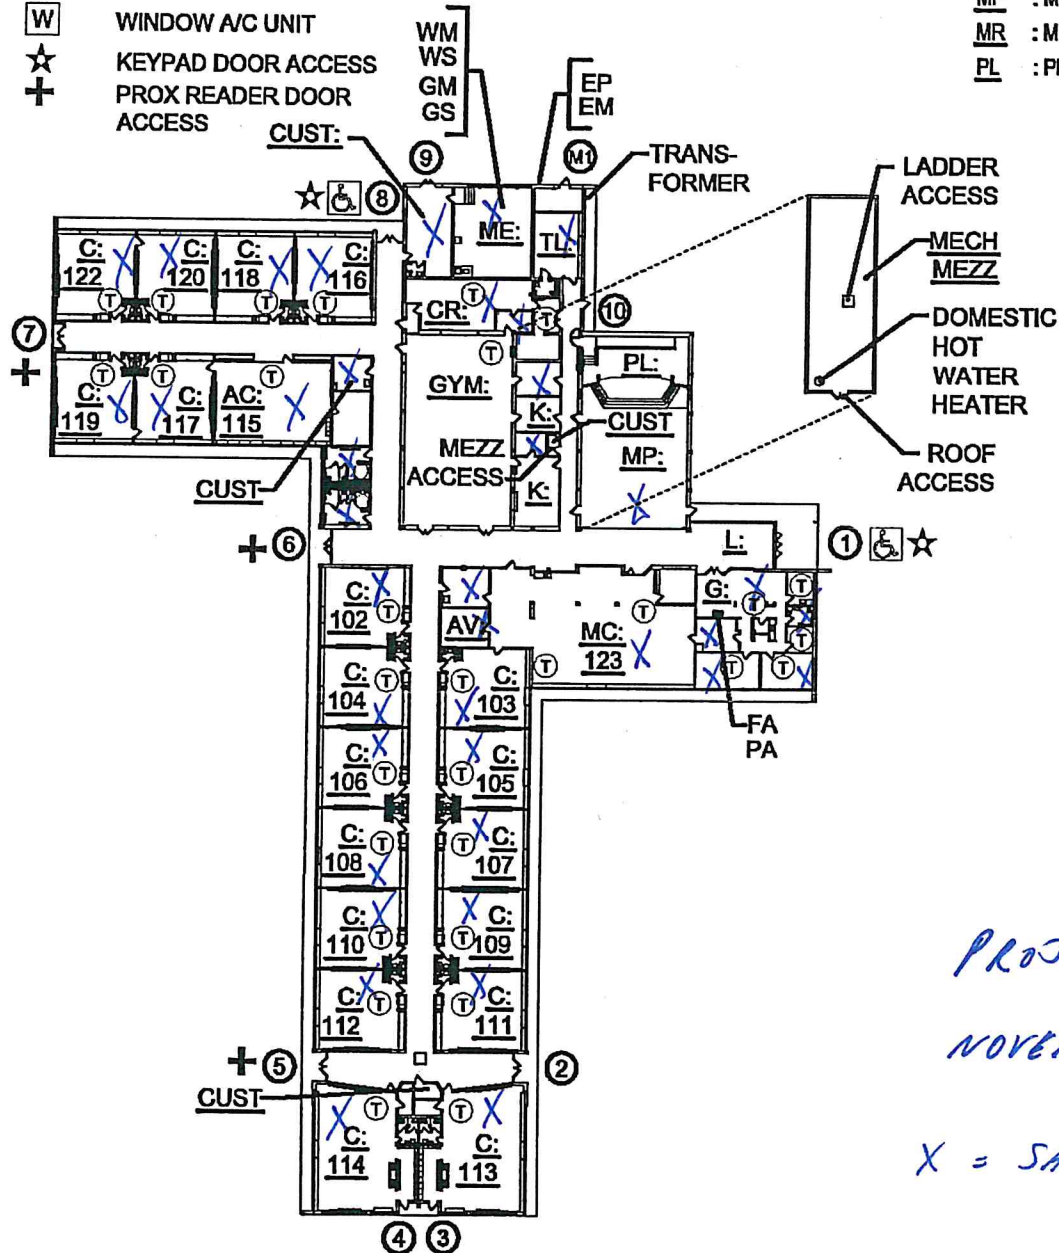 W WINDOW A/C UNIT
KEYPAD DOOR ACCESS
PROX READER DOOR
ACCESS
MR : M
PL : P
WM
WS
GM
GS
EP
EM
CUST:
9
M1
TRANS-
FORMER
8
ME:
TL:
LADDER
ACCESS
MECH
MEZZ
DOMESTIC
HOT
WATER
HEATER
ROOF
ACCESS
C: C: C: C:
122 120 118 116
T T T T
CR: T
T
10
7
T T T
C: C: AC:
119 117 115
GYM: T
PL:
K: CUST
MEZZ
ACCESS
MP:
K:
CUST
6
L:
1
C:
102 T
AV
MC:
123
T
T
G: T T
T
T T
FA
PA
C:
104 T
T C:
103
C:
106 T
T C:
105
C:
108 T
T C:
107
C:
110 T
T C:
109
C:
112 T
T C:
111
5
2
CUST
T T
C: C:
114 113
4 3
X =